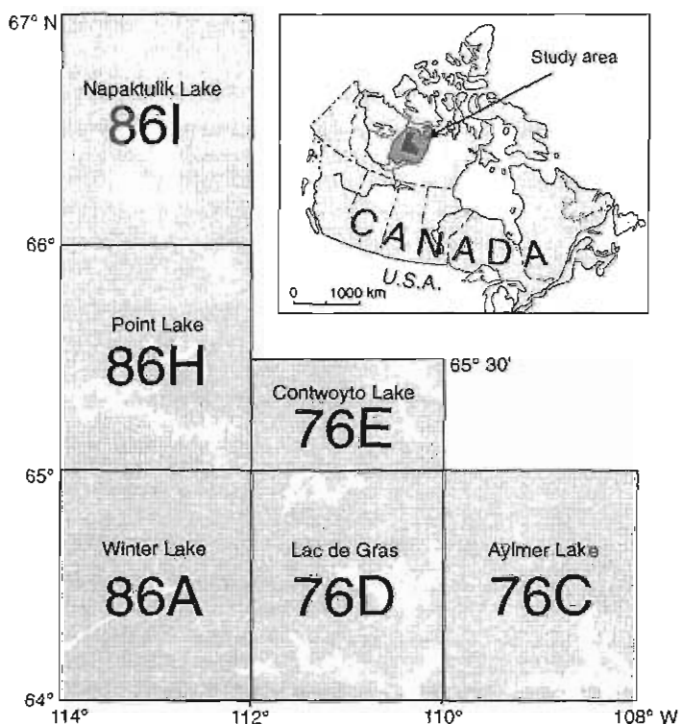 67° N
Napaktulik Lake
86I
Study area
CANADA
U.S.A.
0 1000 km
66°
Point Lake
86H
65° 30'
Contwoyto Lake
76E
65°
Winter Lake
86A
Lac de Gras
76D
Aylmer Lake
76C
64°
114° 112° 110° 108° W